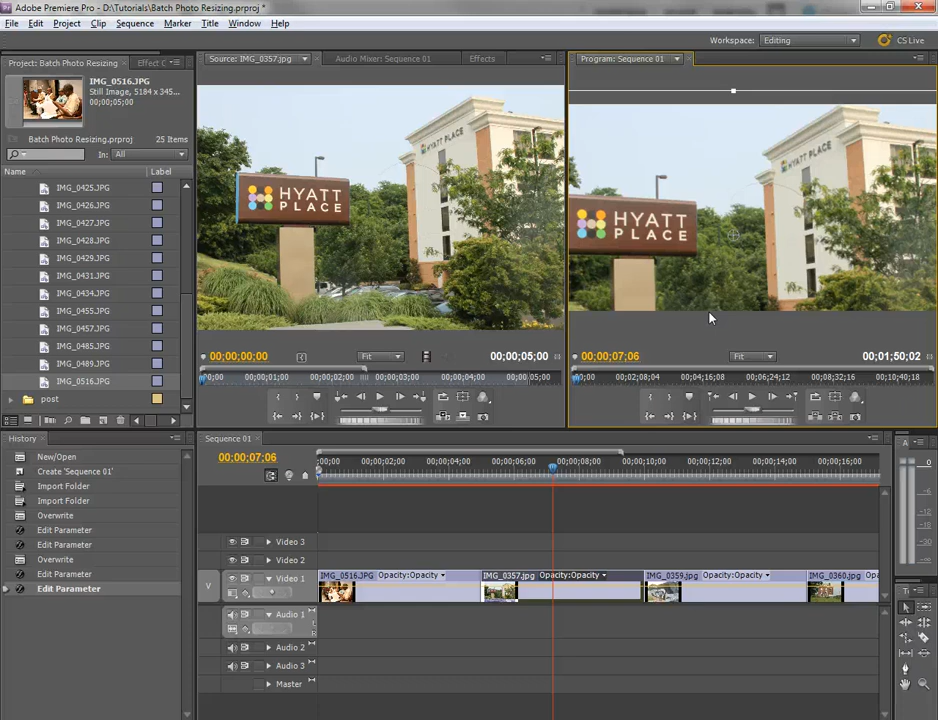 Adobe Premiere Pro - D:\Tutorials\Batch Photo Resizing.prproj *
File Edit Project Clip Sequence Marker Title Window Help
Workspace: Editing CS Live
Project: Batch Photo Resizing Effect C
IMG_0516.JPG
Still Image, 5184 x 345...
00;00;05;00
Batch Photo Resizing.prproj 25 Items
In: All
Name Label
IMG_0425.JPG
IMG_0426.JPG
IMG_0427.JPG
IMG_0428.JPG
IMG_0429.JPG
IMG_0431.JPG
IMG_0434.JPG
IMG_0455.JPG
IMG_0457.JPG
IMG_0485.JPG
IMG_0489.JPG
IMG_0516.JPG
post
Source: IMG_0357.jpg Audio Mixer: Sequence 01 Effects
HYATT PLACE
HYATT
PLACE
00;00;00;00 Fit 00;00;05;00
00;00 00;00;01;00 00;00;02;00 00;00;03;00 00;00;04;00 00;00;05;00
Program: Sequence 01
HYATT PLACE
HYATT
PLACE
00;00;07;06 Fit 00;01;50;02
00;00 00;02;08;04 00;04;16;08 00;06;24;12 00;08;32;16 00;10;40;18
History
New/Open
Create 'Sequence 01'
Import Folder
Import Folder
Overwrite
Edit Parameter
Edit Parameter
Overwrite
Edit Parameter
Edit Parameter
Sequence 01
00;00;07;06
00;00 00;00;02;00 00;00;04;00 00;00;06;00 00;00;08;00 00;00;10;00 00;00;12;00 00;00;14;00 00;00;16;00
Video 3
Video 2
V Video 1
IMG_0516.JPG Opacity:Opacity IMG_0357.jpg Opacity:Opacity IMG_0359.jpg Opacity:Opacity IMG_0360.jpg Opa
Audio 1
Audio 2
Audio 3
Master
A
0
-6
-12
-18
-30
T